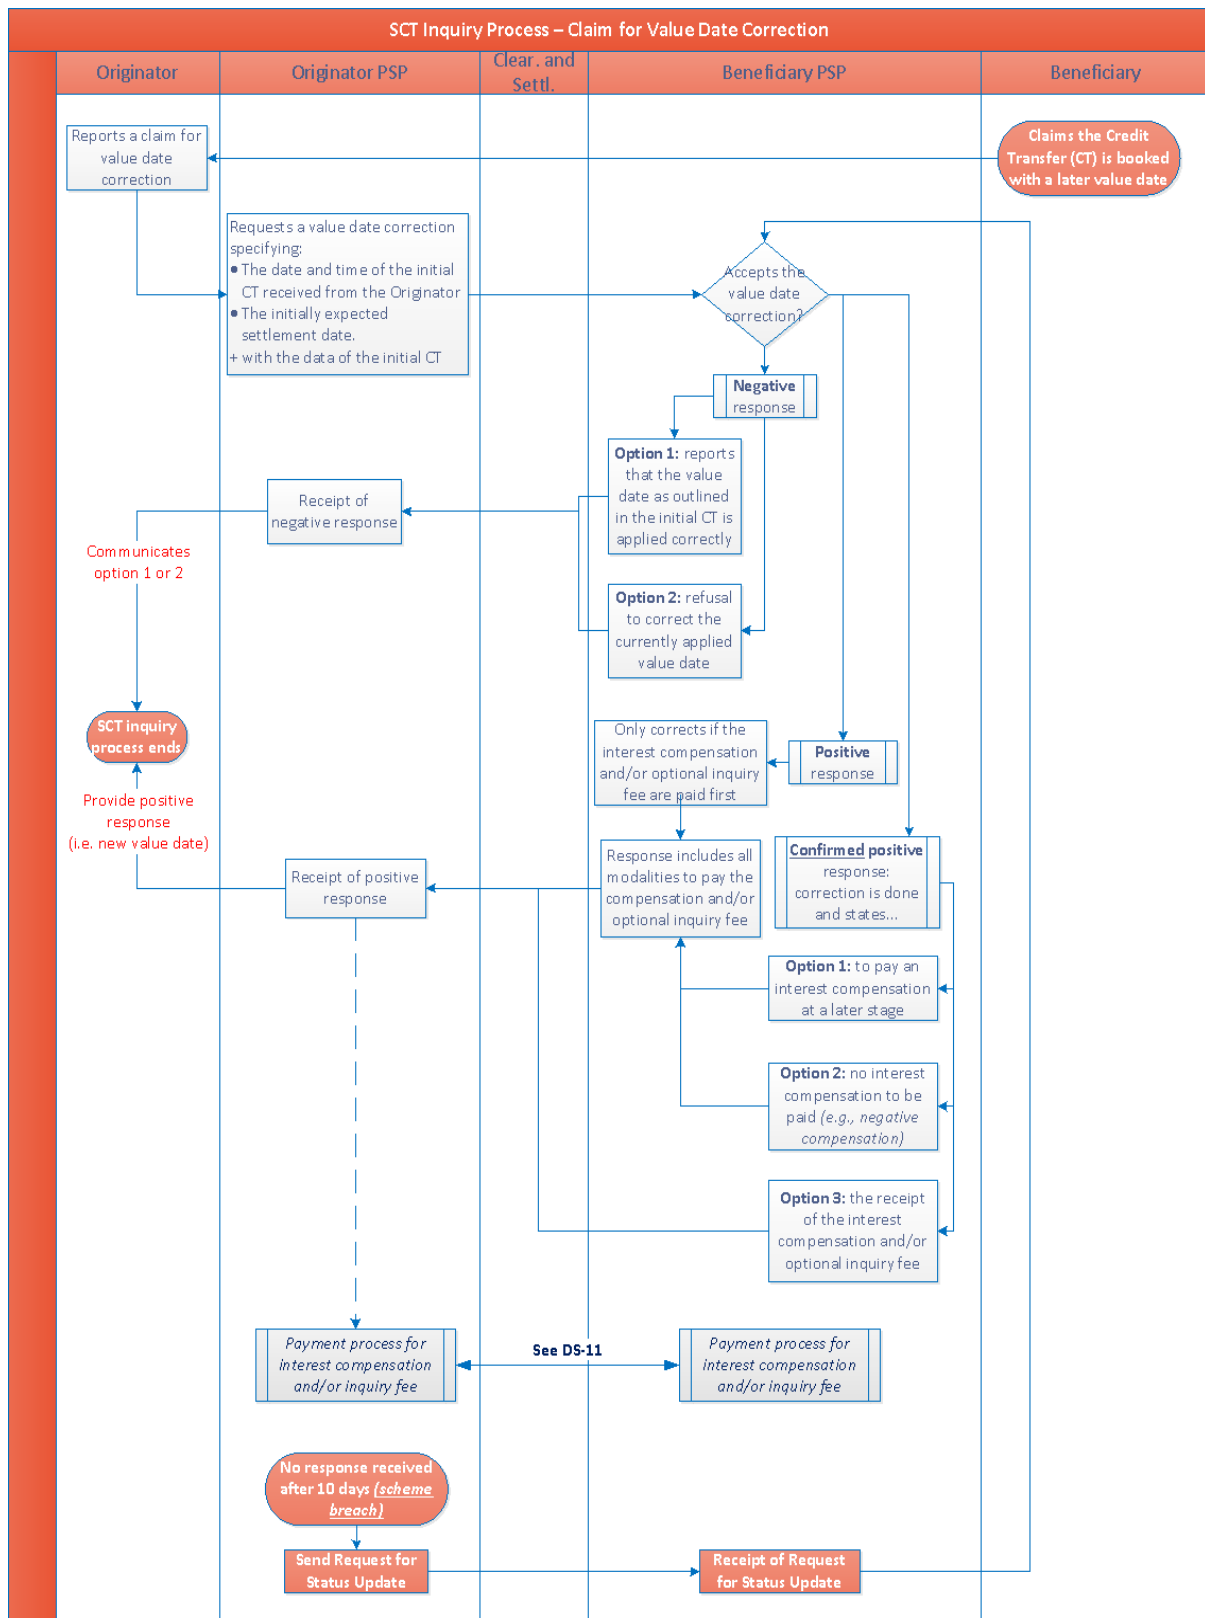 SCT Inquiry Process – Claim for Value Date Correction
Originator
Originator PSP
Clear. and
Settl.
Beneficiary PSP
Beneficiary
Reports a claim for
value date
correction
Claims the Credit
Transfer (CT) is booked
with a later value date
Requests a value date correction
specifying:
• The date and time of the initial
CT received from the Originator
• The initially expected
settlement date.
+ with the data of the initial CT
Accepts the
value date
correction?
Negative
response
Option 1: reports
that the value
date as outlined
in the initial CT is
applied correctly
Receipt of
negative response
Communicates
option 1 or 2
Option 2: refusal
to correct the
currently applied
value date
SCT inquiry
process ends
Only corrects if the
interest compensation
and/or optional inquiry
fee are paid first
Positive
response
Provide positive
response
(i.e. new value date)
Receipt of positive
response
Response includes all
modalities to pay the
compensation and/or
optional inquiry fee
Confirmed positive
response:
correction is done
and states...
Option 1: to pay an
interest compensation
at a later stage
Option 2: no interest
compensation to be
paid (e.g., negative
compensation)
Option 3: the receipt
of the interest
compensation and/or
optional inquiry fee
Payment process for
interest compensation
and/or inquiry fee
See DS-11
Payment process for
interest compensation
and/or inquiry fee
No response received
after 10 days (scheme
breach)
Send Request for
Status Update
Receipt of Request
for Status Update